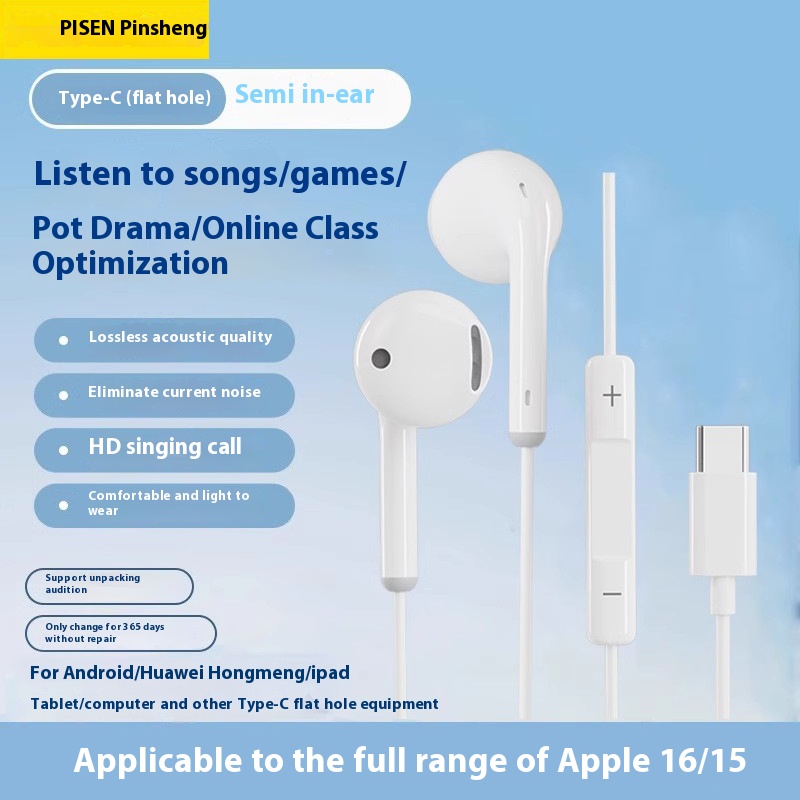 PISEN Pinsheng
Type-C (flat hole) Semi in-ear
Listen to songs/games/
Pot Drama/Online Class
Optimization
Lossless acoustic quality
Eliminate current noise
HD singing call
Comfortable and light to
wear
Support unpacking
audition
Only change for 365 days
without repair
For Android/Huawei Hongmeng/ipad
Tablet/computer and other Type-C flat hole equipment
Applicable to the full range of Apple 16/15